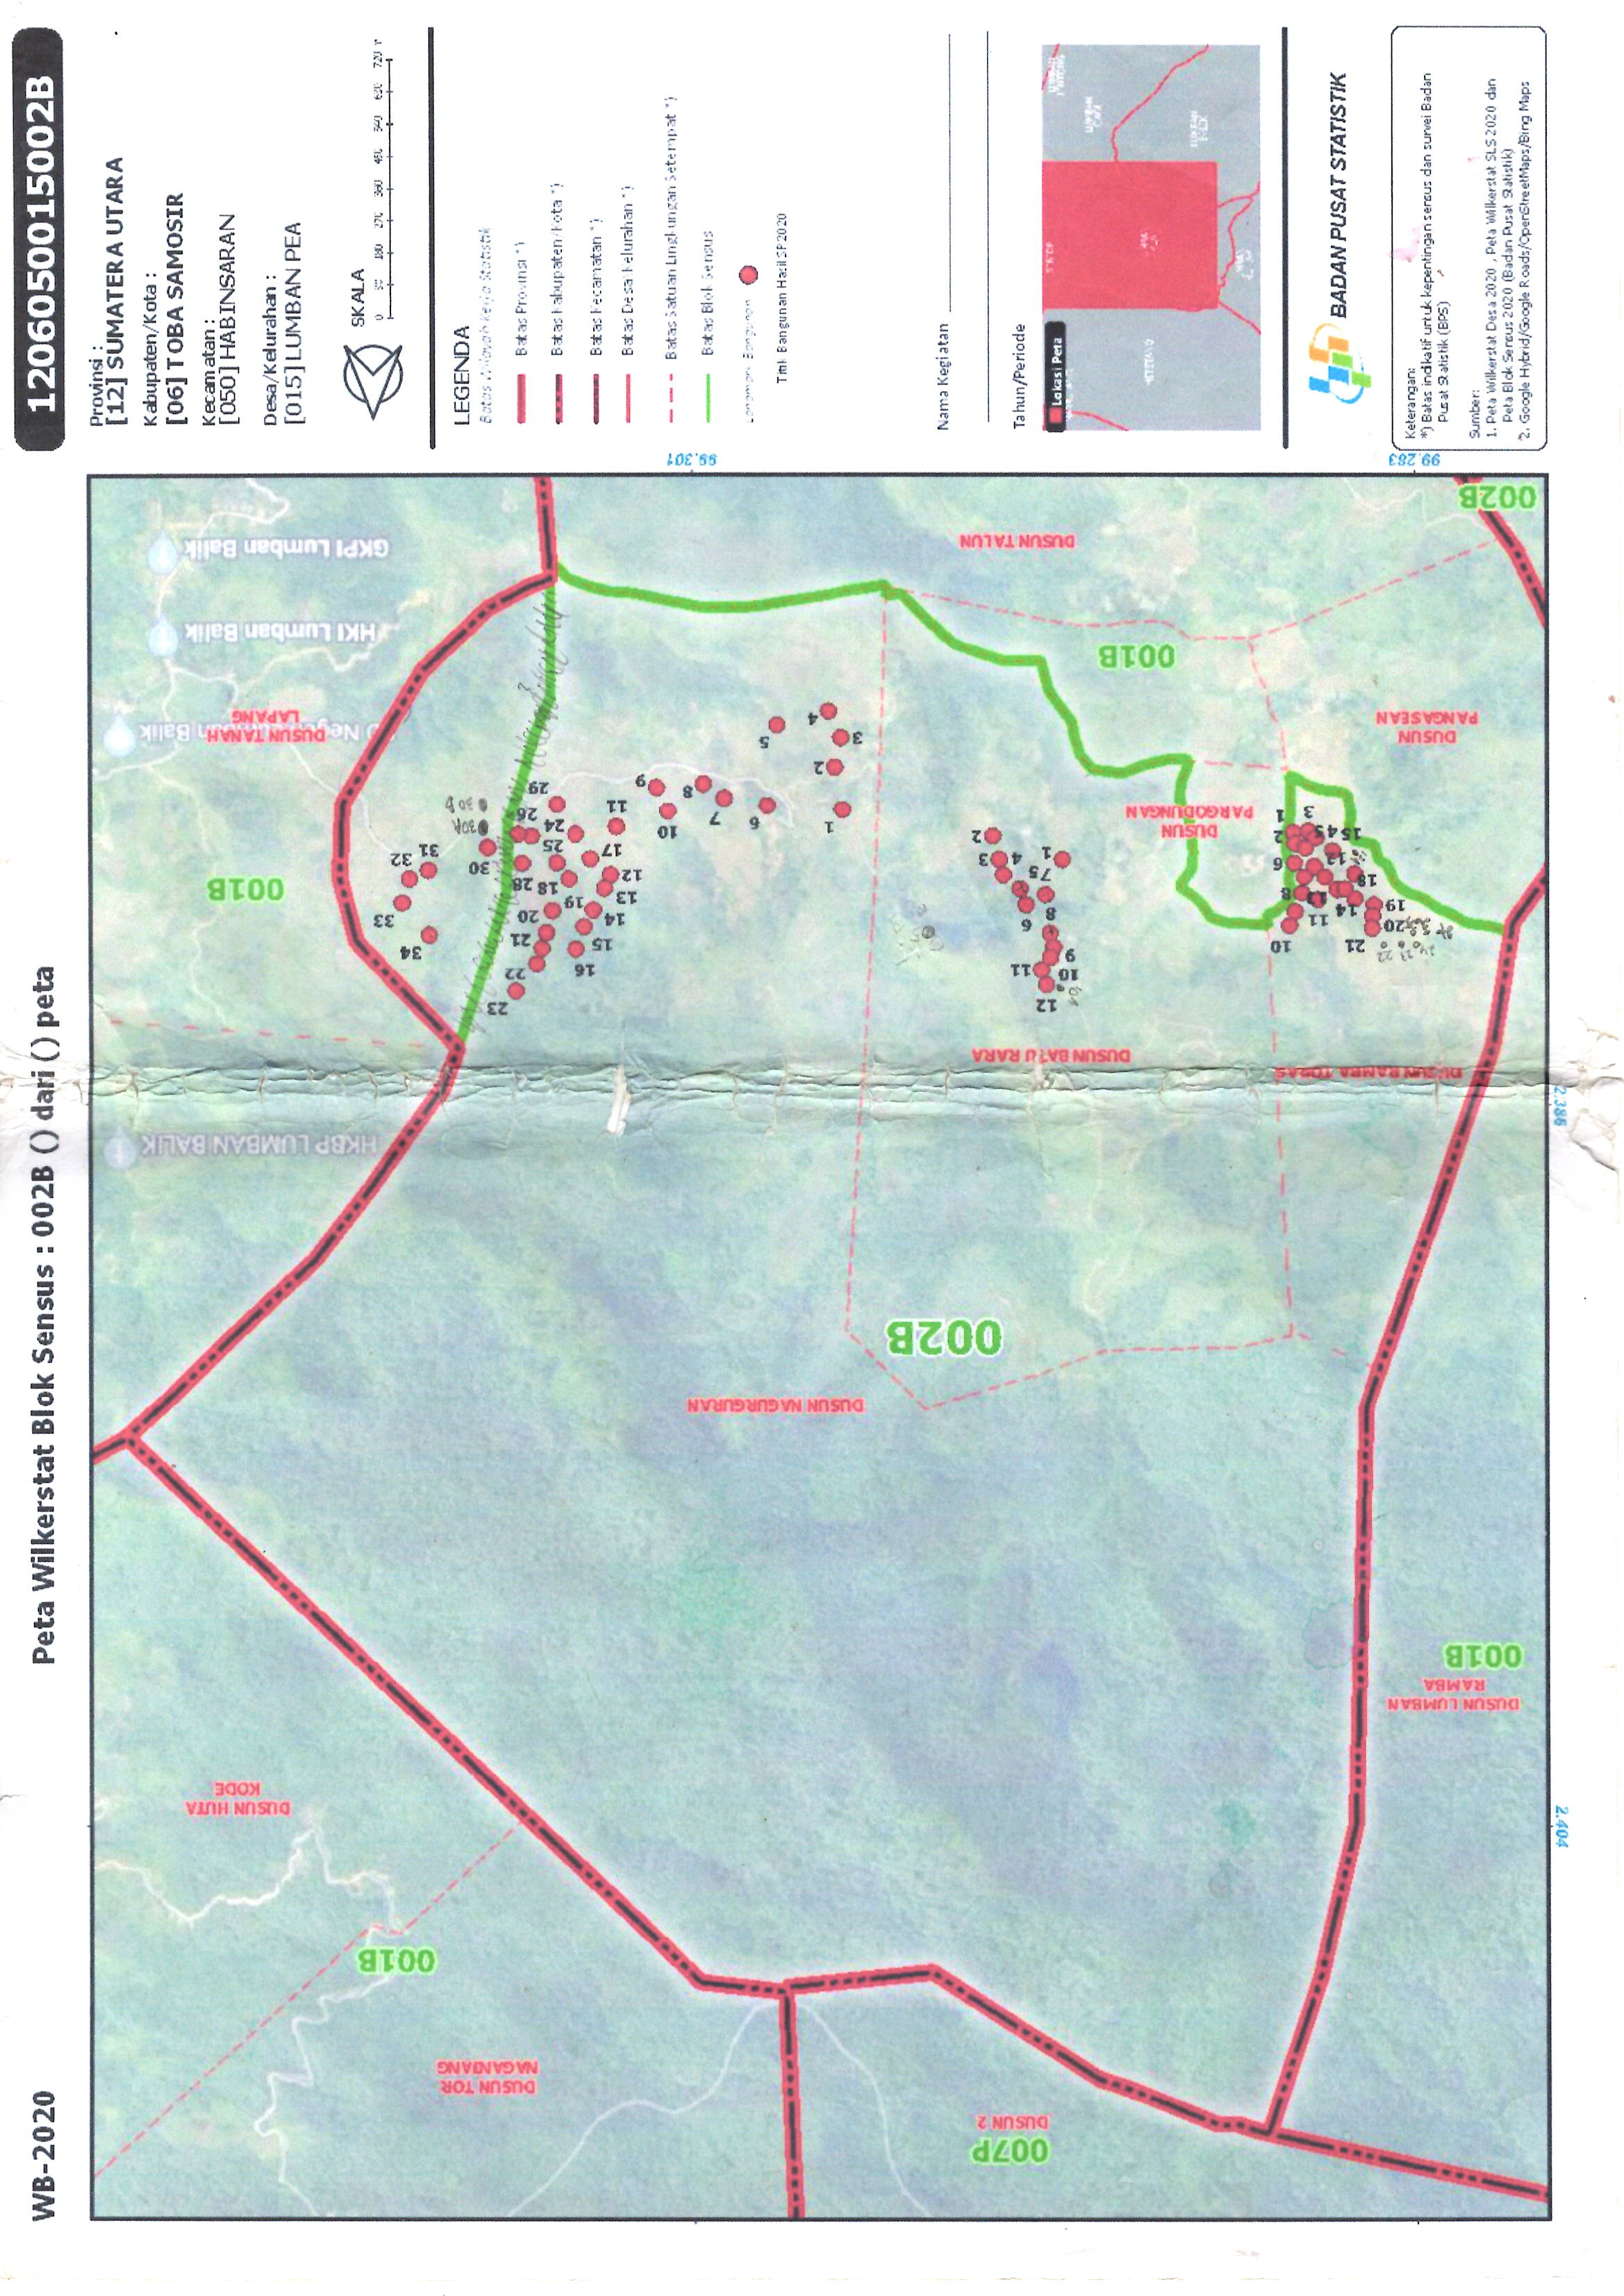 WB-2020
Peta Wilkerstat Blok Sensus : 002B () dari () peta
1206050015002B
007P
DUSUN 2
DUSUN TOR
NAGANJANG
001B
DUSUN HUTA
KODE
2.404
DUSUN LUMBAN
RAMBA
001B
DUSUN NAGURGURAN
002B
HKBP LUMBAN BALIK
2.386
DUSUN RAMBA TORAS
DUSUN BATU RARA
12
10
11
9
6
8
7
5
4
3
1
2
23
22
16
15
21
14
20
13
19
12
18
28
17
25
30
24
26
11
29
34
33
32
31
30A
30B
1
6
7
10
8
9
2
3
5
4
24 23 22
21
20
19
10
11
14
8
18
6
13
15
4
2
3
1
001B
DUSUN
PARGODUNGAN
DUSUN
PANGASEAN
DUSUN TANAH
LAPANG
Balik
001B
HKI Lumban Balik
GKPI Lumban Balik
DUSUN TALUN
002B
99.283
99.301
Provinsi :
[12] SUMATERA UTARA
Kabupaten/Kota :
[06] TOBA SAMOSIR
Kecamatan :
[050] HABINSARAN
Desa/Kelurahan :
[015] LUMBAN PEA
SKALA
0 90 180 270 360 450 540 630 720 m
LEGENDA
Batas Wilayah Kerja Statistik
Batas Provinsi *)
Batas Kabupaten/Kota *)
Batas Kecamatan *)
Batas Desa/Kelurahan *)
Batas Satuan Lingkungan Setempat *)
Batas Blok Sensus
Titik Bangunan Hasil SP2020
Nama Kegiatan
Tahun/Periode
Lokasi Peta
BADAN PUSAT STATISTIK
Keterangan:
*) Batas indikatif untuk kepentingan sensus dan survei Badan
Pusat Statistik (BPS)
Sumber:
1. Peta Wilkerstat Desa 2020 , Peta Wilkerstat SLS 2020 dan
Peta Blok Sensus 2020 (Badan Pusat Statistik)
2. Google Hybrid/Google Roads/OpenStreetMaps/Bing Maps